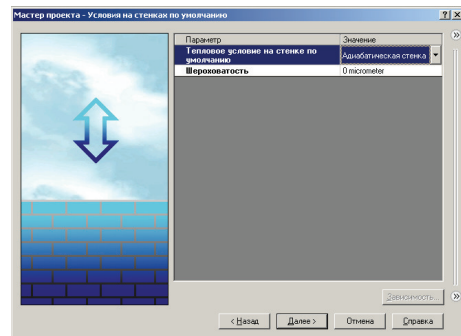 Мастер проекта - Условия на стенках по умолчанию
Параметр
Значение
Тепловое условие на стенке по умолчанию
Адиабатическая стенка
Шероховатость
0 micrometer
Зависимость...
< Назад
Далее >
Отмена
Справка